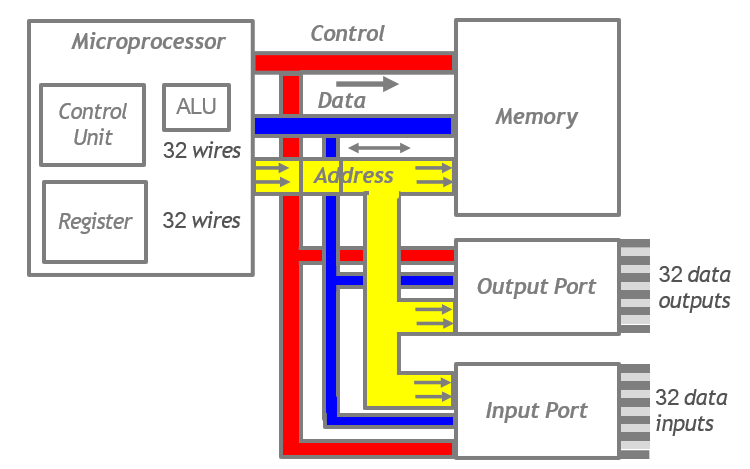 Microprocessor
Control
Control
Unit
ALU
Data
Memory
32 wires
Address
Register
32 wires
Output Port
32 data
outputs
Input Port
32 data
inputs